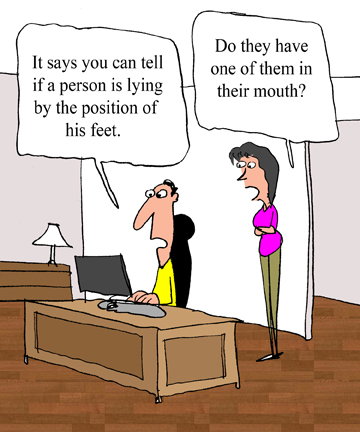 It says you can tell
if a person is lying
by the position of
his feet.
Do they have
one of them in
their mouth?